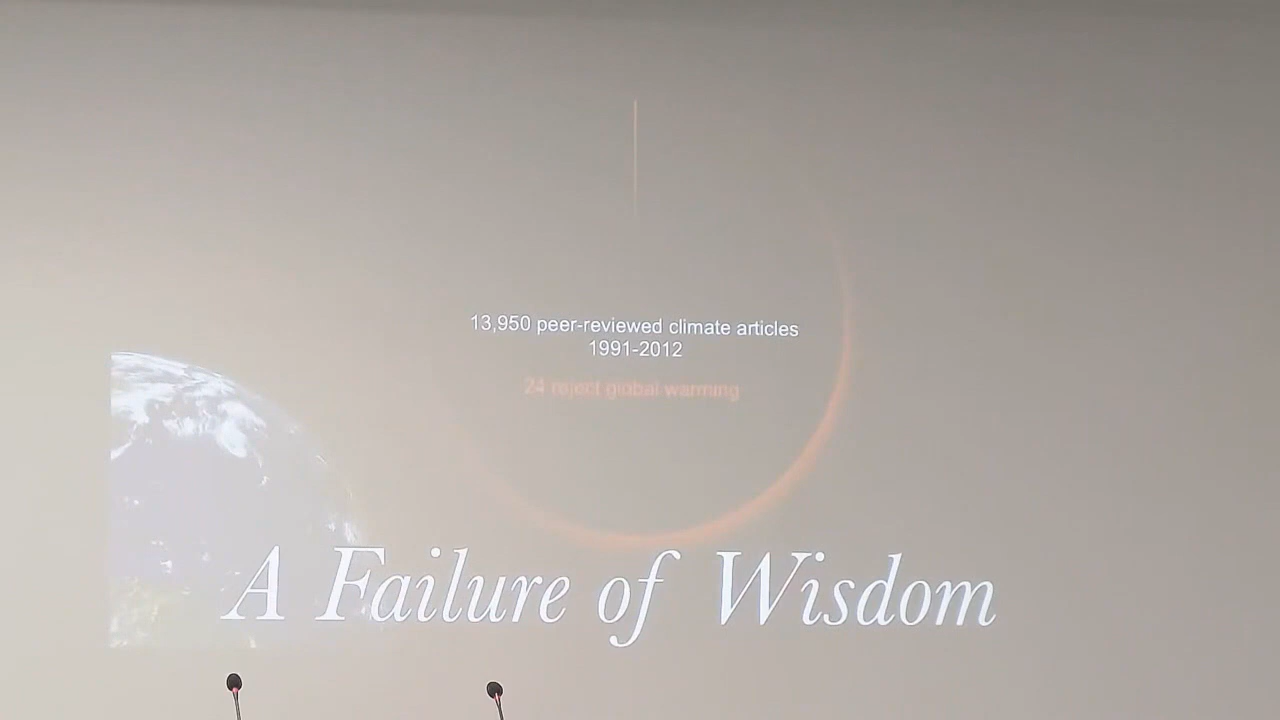 13,950 peer-reviewed climate articles
1991-2012
24 reject global warming
A Failure of Wisdom